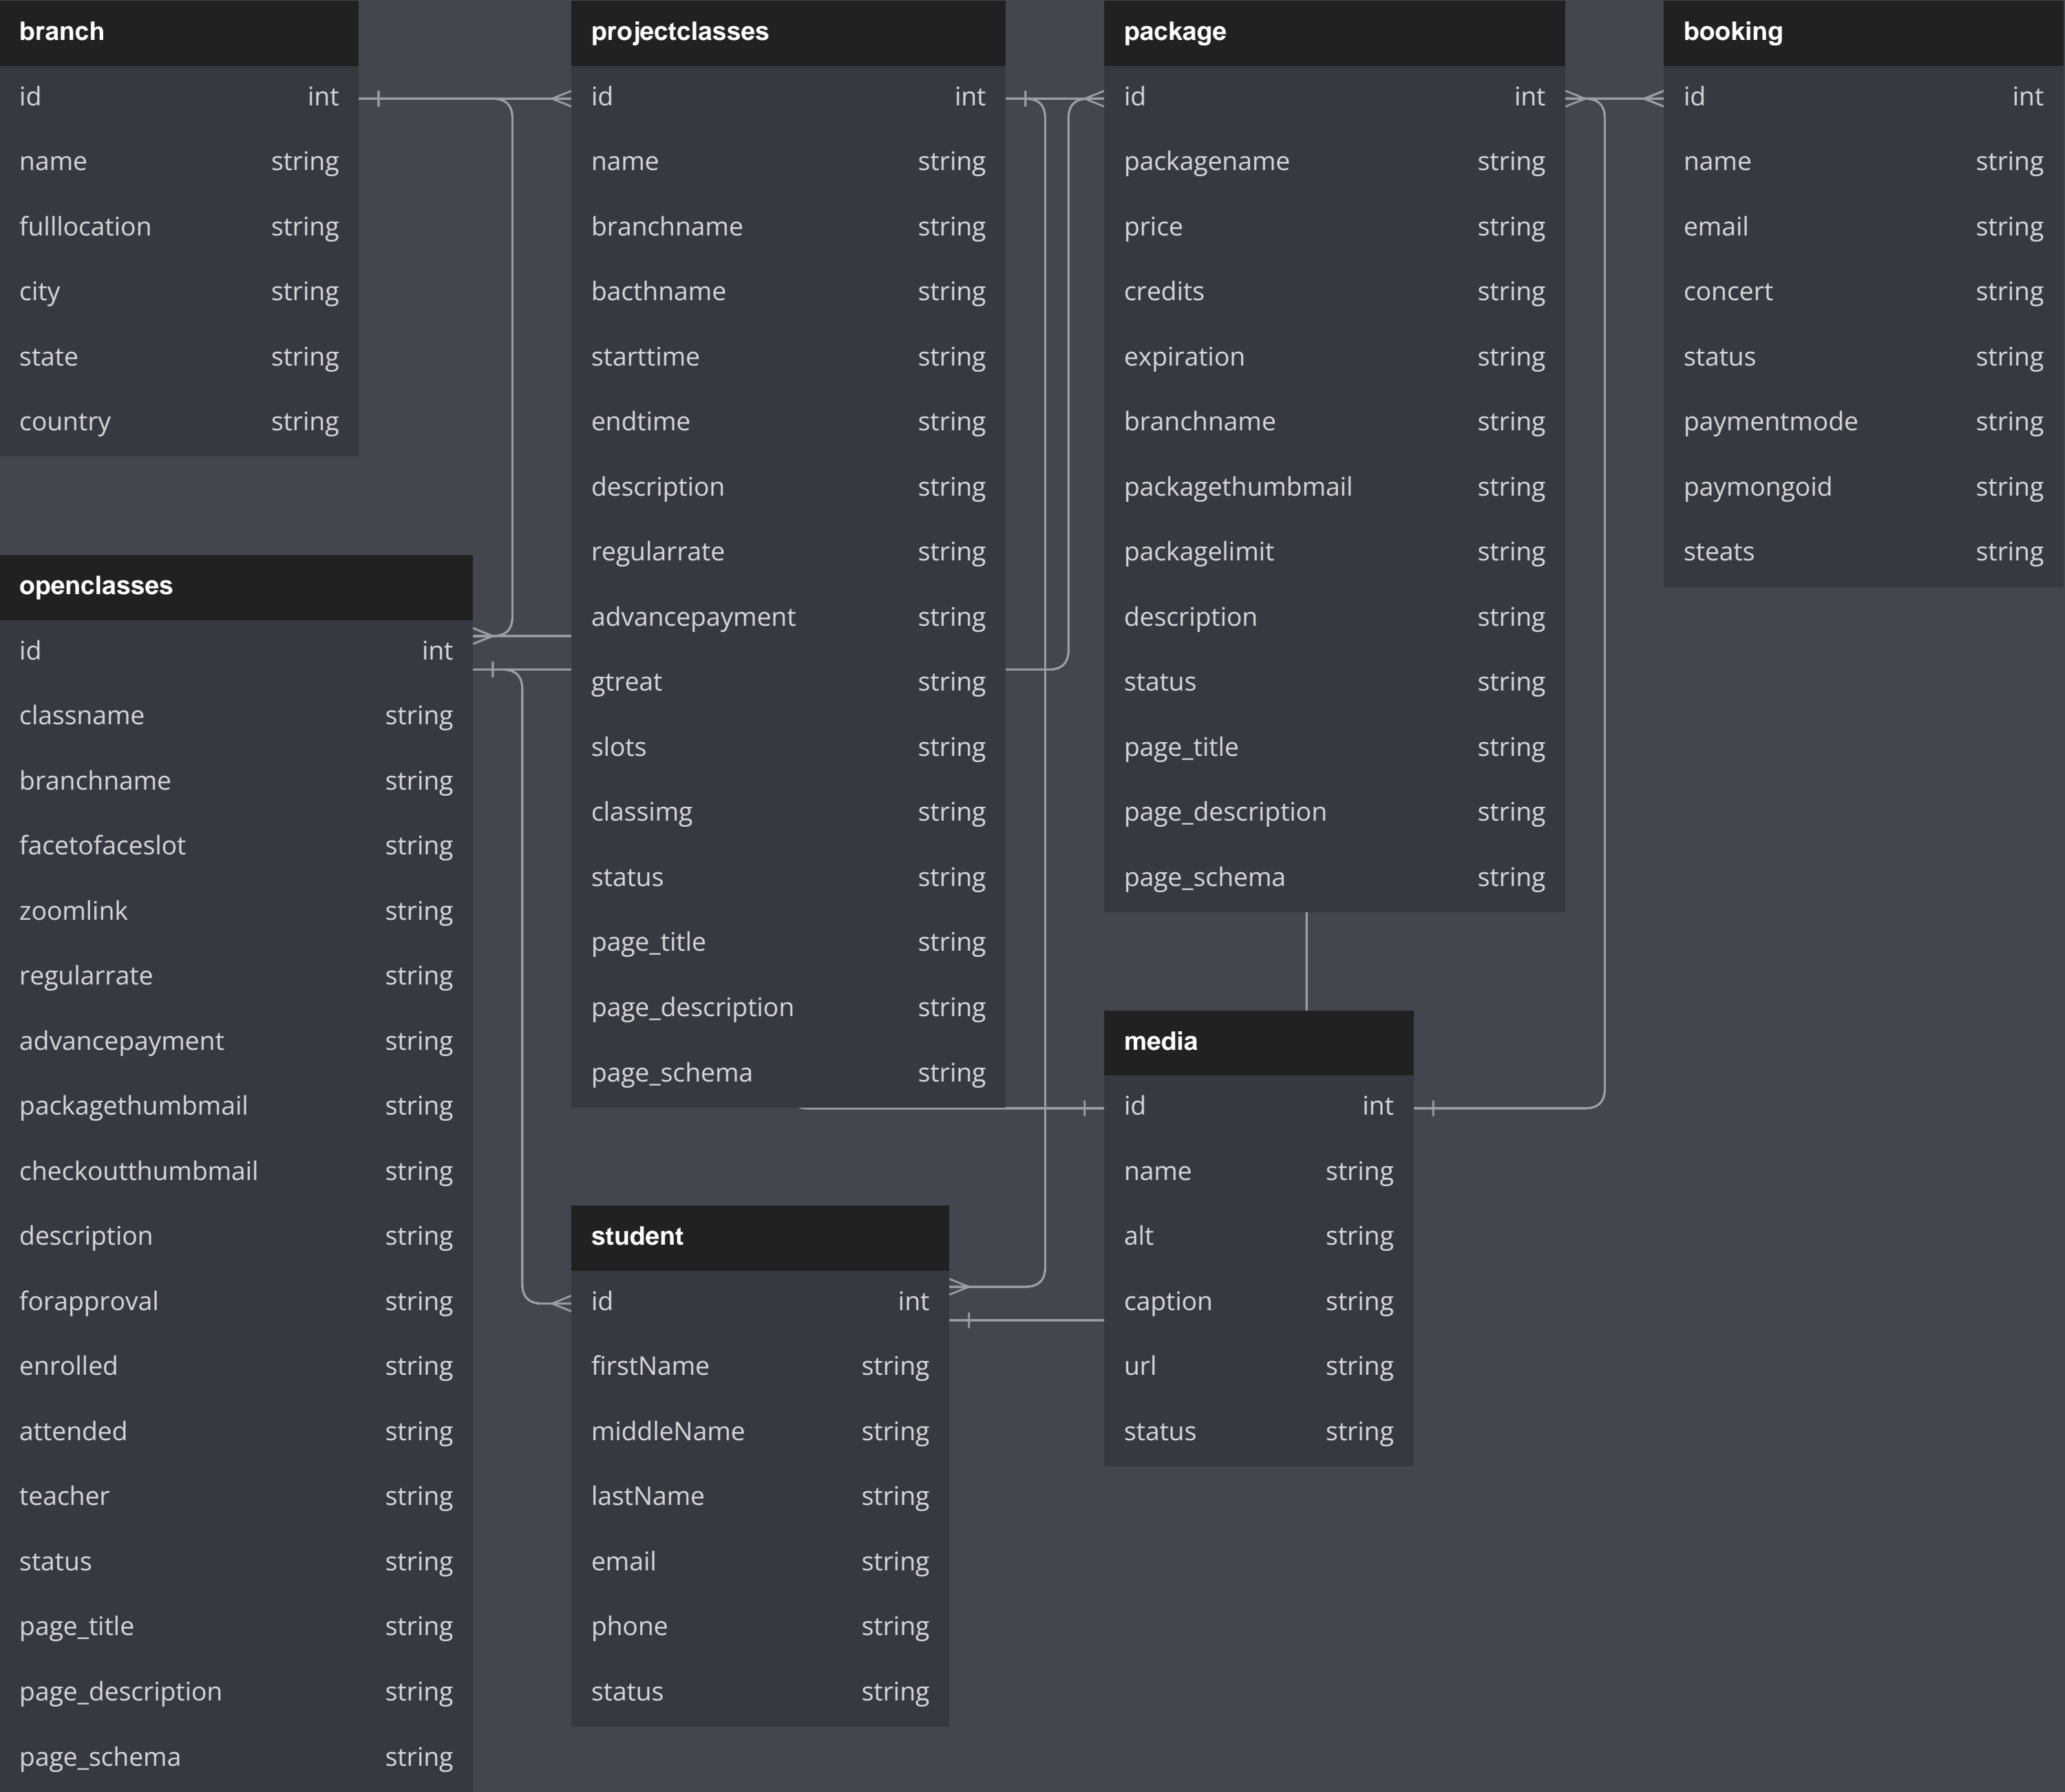 branch
id int
name string
fulllocation string
city string
state string
country string
openclasses
id int
classname string
branchname string
facetofaceslot string
zoomlink string
regularrate string
advancepayment string
packagethumbmail string
checkoutthumbmail string
description string
forapproval string
enrolled string
attended string
teacher string
status string
page_title string
page_description string
page_schema string
projectclasses
id int
name string
branchname string
bacthname string
starttime string
endtime string
description string
regularrate string
advancepayment string
gtreat string
slots string
classimg string
status string
page_title string
page_description string
page_schema string
student
id int
firstName string
middleName string
lastName string
email string
phone string
status string
package
id int
packagename string
price string
credits string
expiration string
branchname string
packagethumbmail string
packagelimit string
description string
status string
page_title string
page_description string
page_schema string
media
id int
name string
alt string
caption string
url string
status string
booking
id int
name string
email string
concert string
status string
paymentmode string
paymongoid string
steats string